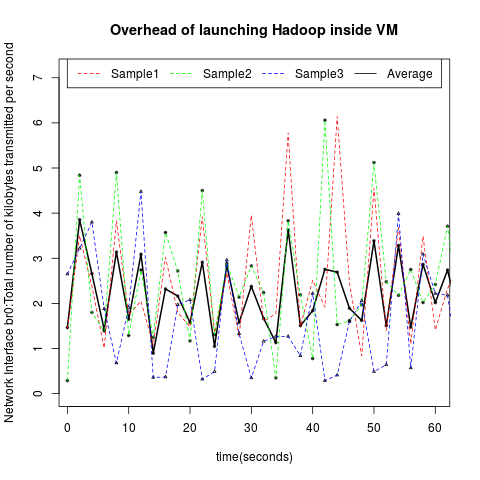 Overhead of launching Hadoop inside VM
Network Interface br0:Total number of kilobytes transmitted per second
Sample1 Sample2 Sample3 Average
7
6
5
4
3
2
1
0
0 10 20 30 40 50 60
time(seconds)